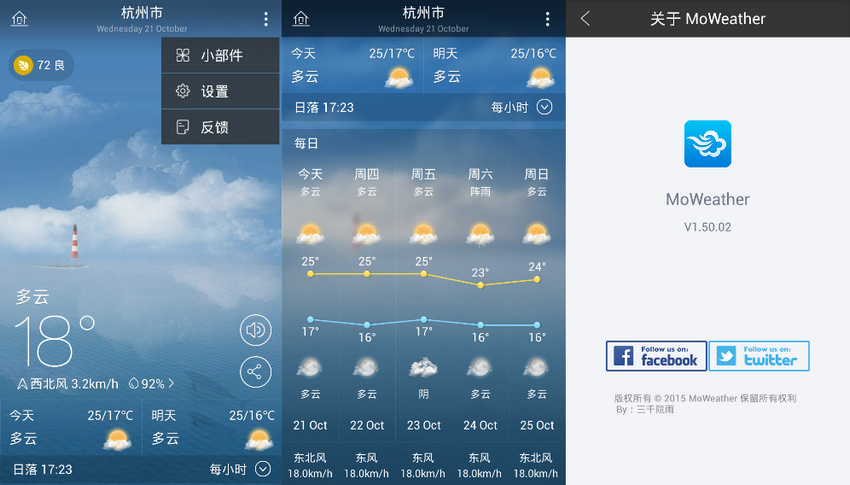 杭州市
Wednesday 21 October
72 良
小部件
设置
反馈
多云
18°
西北风 3.2km/h 92%
今天 25/17℃ 明天 25/16℃
多云 多云
日落 17:23 每小时
杭州市
Wednesday 21 October
今天 25/17℃ 明天 25/16℃
多云 多云
日落 17:23 每小时
每日
今天 周四 周五 周六 周日
多云 多云 多云 阵雨 多云
25° 25° 25° 23° 24°
17° 16° 17° 16° 16°
多云 多云 阴 多云 多云
21 Oct 22 Oct 23 Oct 24 Oct 25 Oct
东北风 东风 东风 东风 东北风
18.0km/h 18.0km/h 18.0km/h 18.0km/h 18.0km/h
关于 MoWeather
MoWeather
V1.50.02
Follow us on:
facebook
Follow us on:
twitter
版权所有 © 2015 MoWeather 保留所有权利
By：三千院雨